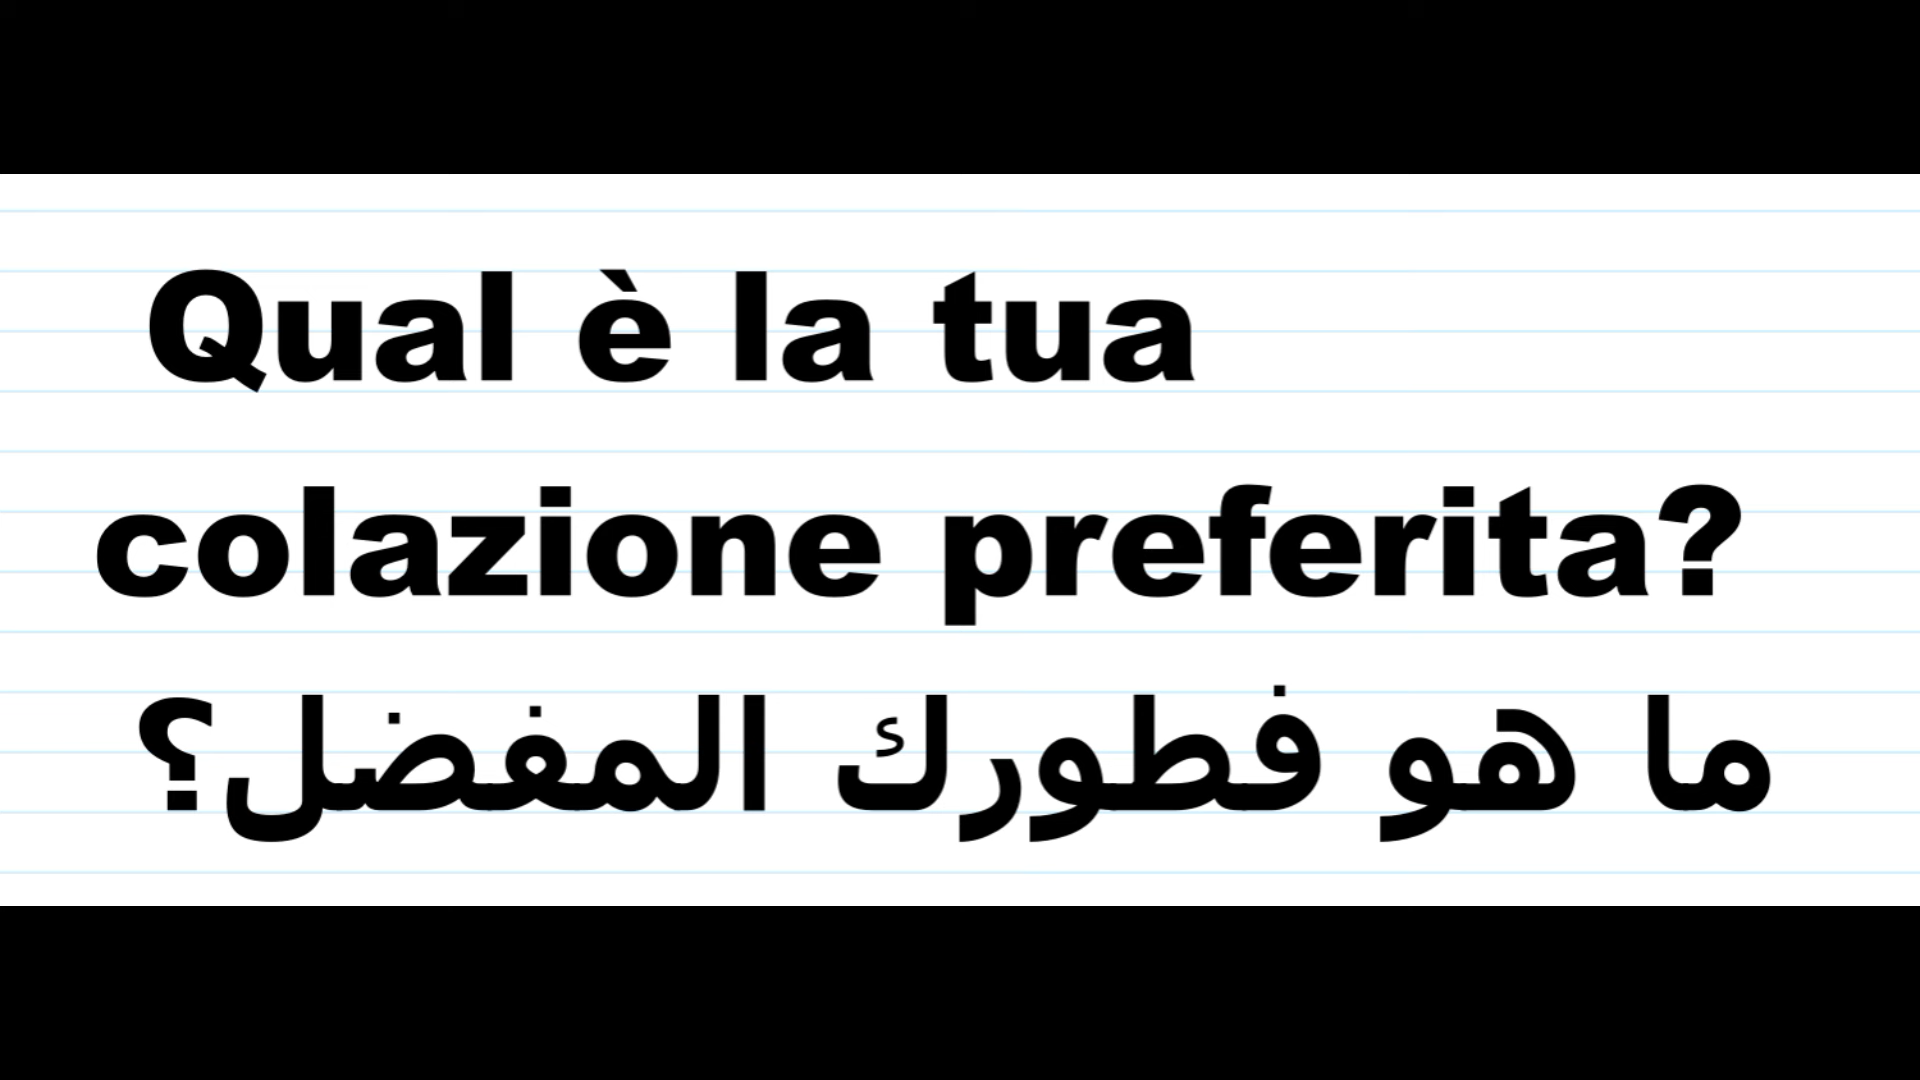 Qual è la tua
colazione preferita?
ما هو فطورك المفضل؟